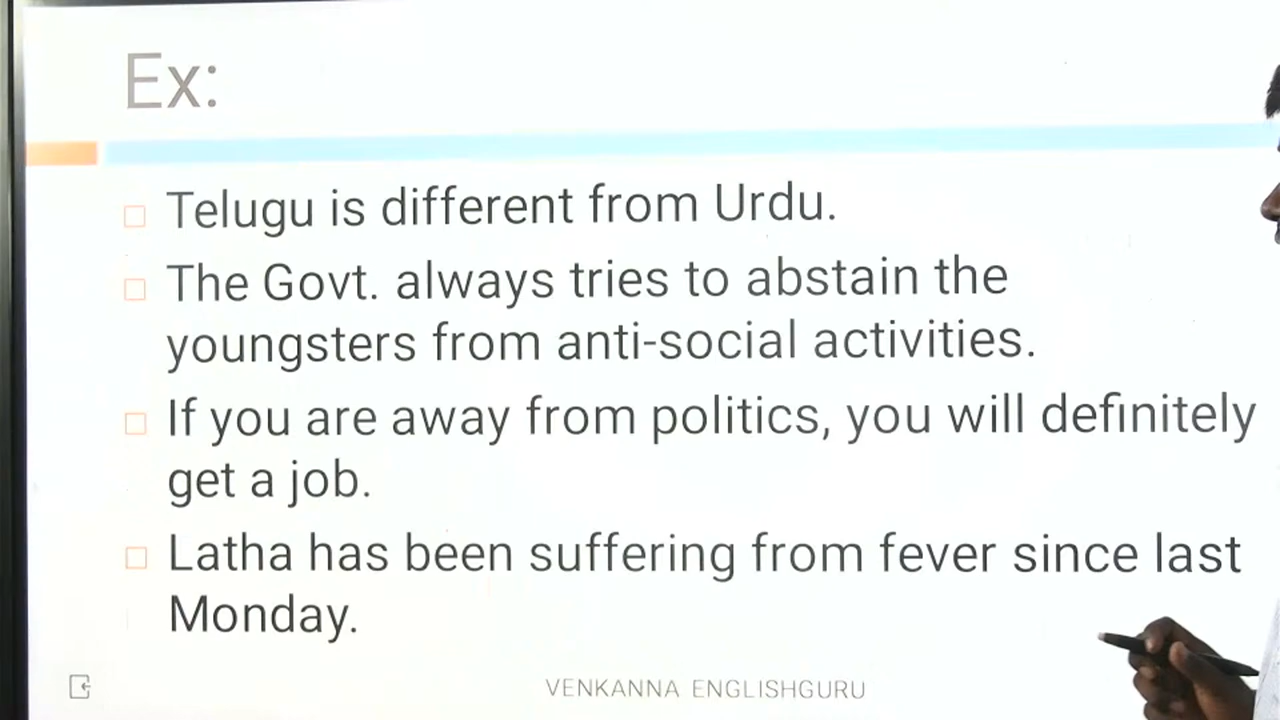 Ex:
Telugu is different from Urdu.
The Govt. always tries to abstain the
youngsters from anti-social activities.
If you are away from politics, you will definitely
get a job.
Latha has been suffering from fever since last
Monday.
VENKANNA ENGLISHGURU